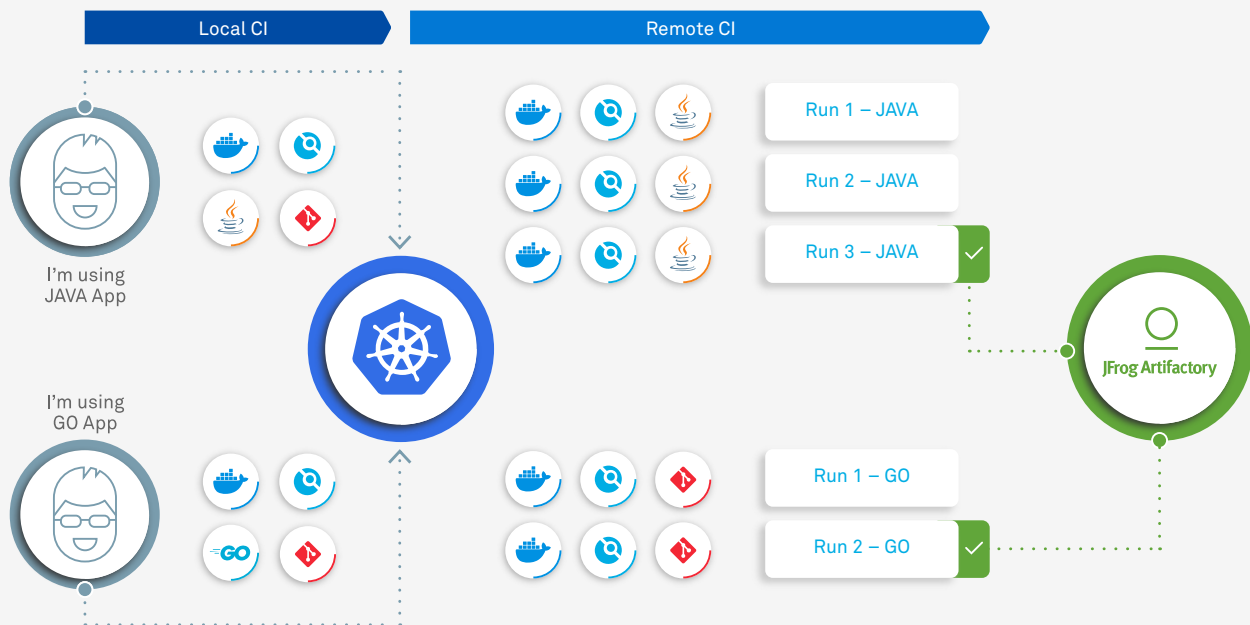 Local CI
Remote CI
I'm using
JAVA App
Run 1 – JAVA
Run 2 – JAVA
Run 3 – JAVA
JFrog Artifactory
I'm using
GO App
GO
Run 1 – GO
Run 2 – GO